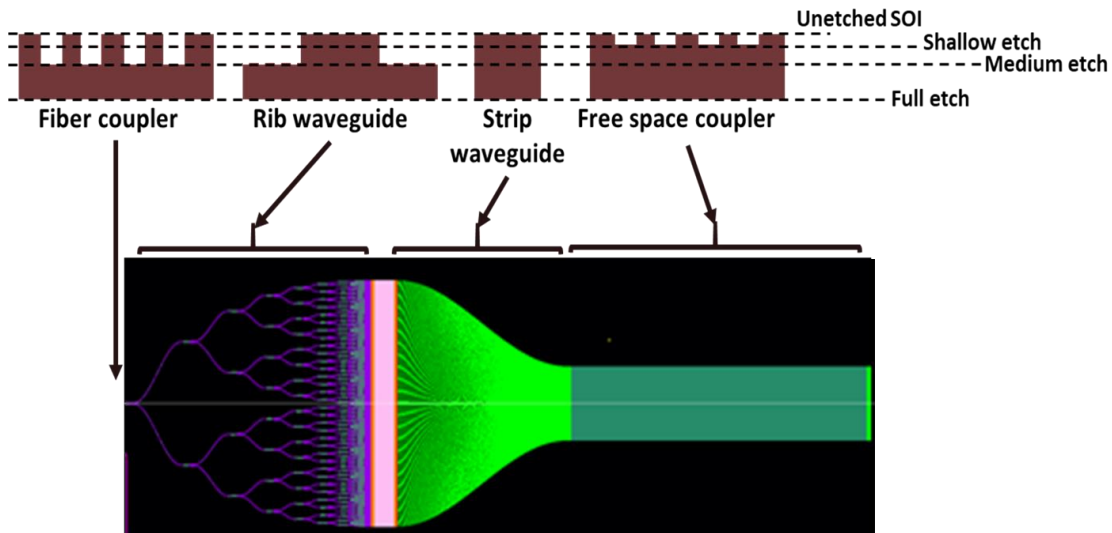 Unetched SOI
Shallow etch
Medium etch
Full etch
Fiber coupler
Rib waveguide
Strip
waveguide
Free space coupler